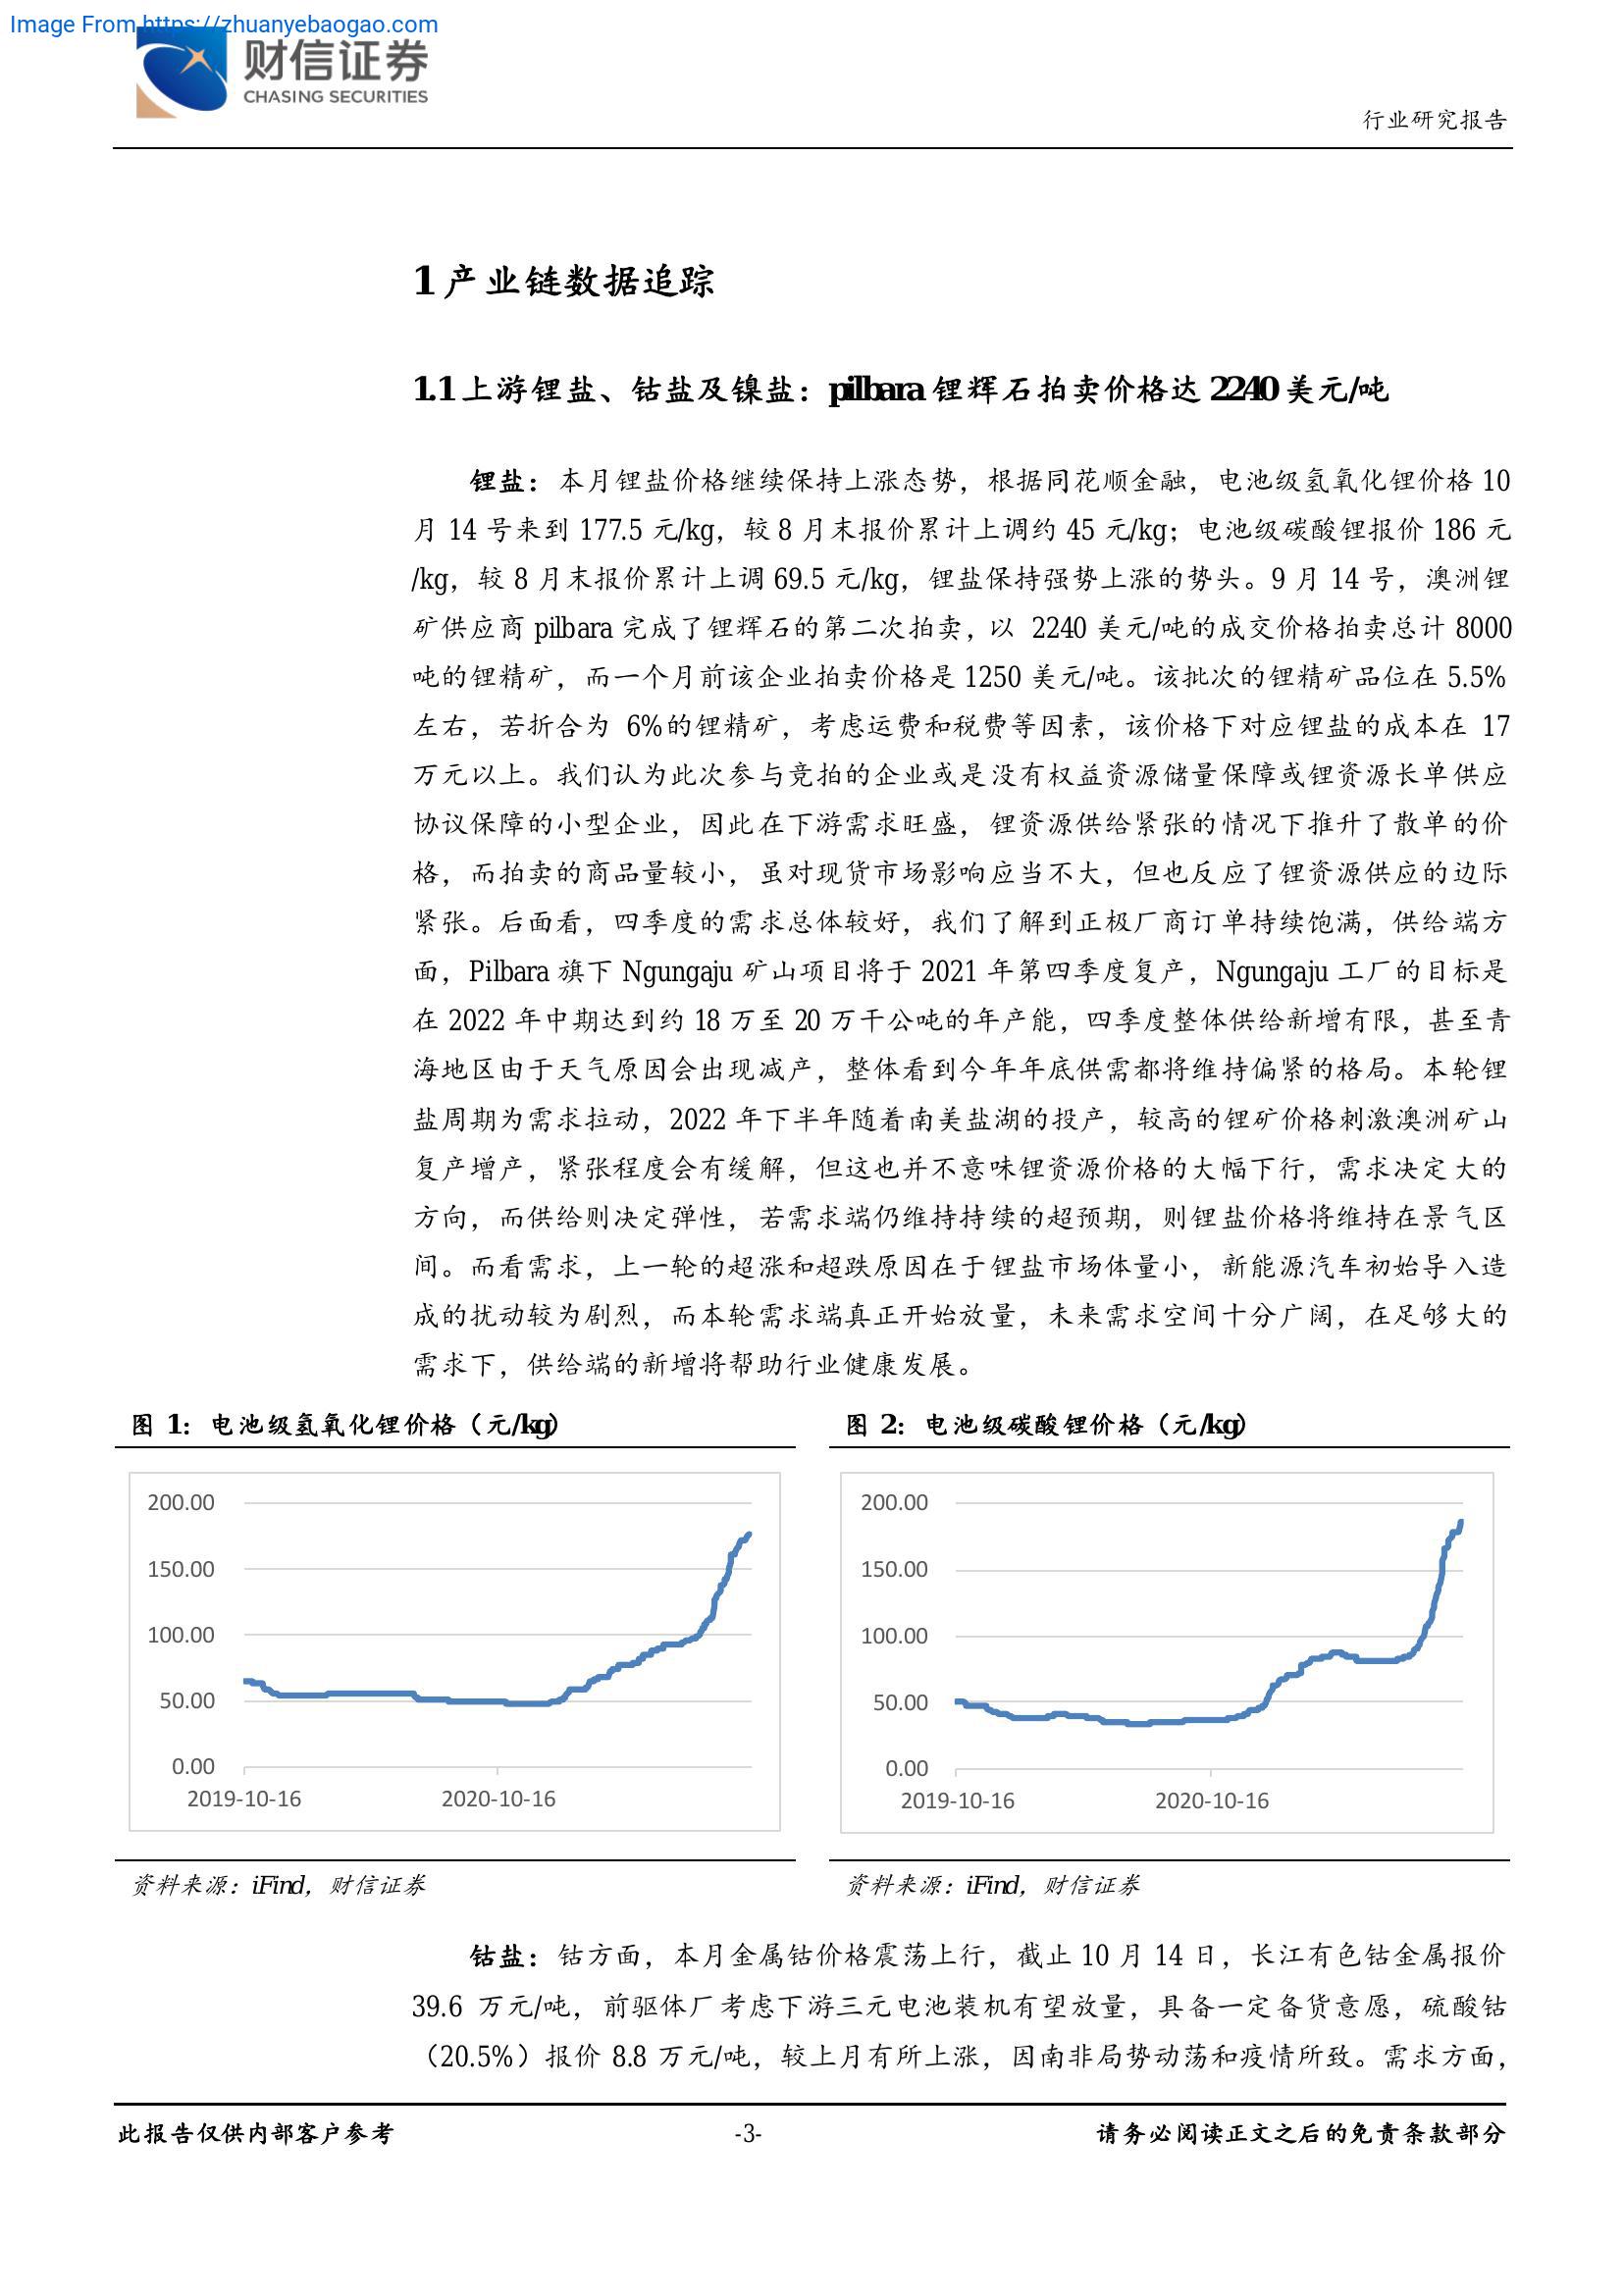 Image From https://zhuanyebaogao.com
财信证券
CHASING SECURITIES
行业研究报告
1 产业链数据追踪
1.1 上游锂盐、钴盐及镍盐：pilbara 锂辉石拍卖价格达 2240 美元/吨
锂盐：本月锂盐价格继续保持上涨态势，根据同花顺金融，电池级氢氧化锂价格 10
月 14 号来到 177.5 元/kg，较 8 月末报价累计上调约 45 元/kg；电池级碳酸锂报价 186 元
/kg，较 8 月末报价累计上调 69.5 元/kg，锂盐保持强势上涨的势头。9 月 14 号，澳洲锂
矿供应商 pilbara 完成了锂辉石的第二次拍卖，以 2240 美元/吨的成交价格拍卖总计 8000
吨的锂精矿，而一个月前该企业拍卖价格是 1250 美元/吨。该批次的锂精矿品位在 5.5%
左右，若折合为 6%的锂精矿，考虑运费和税费等因素，该价格下对应锂盐的成本在 17
万元以上。我们认为此次参与竞拍的企业或是没有权益资源储量保障或锂资源长单供应
协议保障的小型企业，因此在下游需求旺盛，锂资源供给紧张的情况下推升了散单的价
格，而拍卖的商品量较小，虽对现货市场影响应当不大，但也反应了锂资源供应的边际
紧张。后面看，四季度的需求总体较好，我们了解到正极厂商订单持续饱满，供给端方
面，Pilbara 旗下 Ngungaju 矿山项目将于 2021 年第四季度复产，Ngungaju 工厂的目标是
在 2022 年中期达到约 18 万至 20 万干公吨的年产能，四季度整体供给新增有限，甚至青
海地区由于天气原因会出现减产，整体看到今年年底供需都将维持偏紧的格局。本轮锂
盐周期为需求拉动，2022 年下半年随着南美盐湖的投产，较高的锂矿价格刺激澳洲矿山
复产增产，紧张程度会有缓解，但这也并不意味锂资源价格的大幅下行，需求决定大的
方向，而供给则决定弹性，若需求端仍维持持续的超预期，则锂盐价格将维持在景气区
间。而看需求，上一轮的超涨和超跌原因在于锂盐市场体量小，新能源汽车初始导入造
成的扰动较为剧烈，而本轮需求端真正开始放量，未来需求空间十分广阔，在足够大的
需求下，供给端的新增将帮助行业健康发展。
图 1：电池级氢氧化锂价格（元/kg）
200.00
150.00
100.00
50.00
0.00
2019-10-16 2020-10-16
资料来源：iFind，财信证券
图 2：电池级碳酸锂价格（元/kg）
200.00
150.00
100.00
50.00
0.00
2019-10-16 2020-10-16
资料来源：iFind，财信证券
钴盐：钴方面，本月金属钴价格震荡上行，截止 10 月 14 日，长江有色钴金属报价
39.6 万元/吨，前驱体厂考虑下游三元电池装机有望放量，具备一定备货意愿，硫酸钴
（20.5%）报价 8.8 万元/吨，较上月有所上涨，因南非局势动荡和疫情所致。需求方面，
此报告仅供内部客户参考
-3-
请务必阅读正文之后的免责条款部分